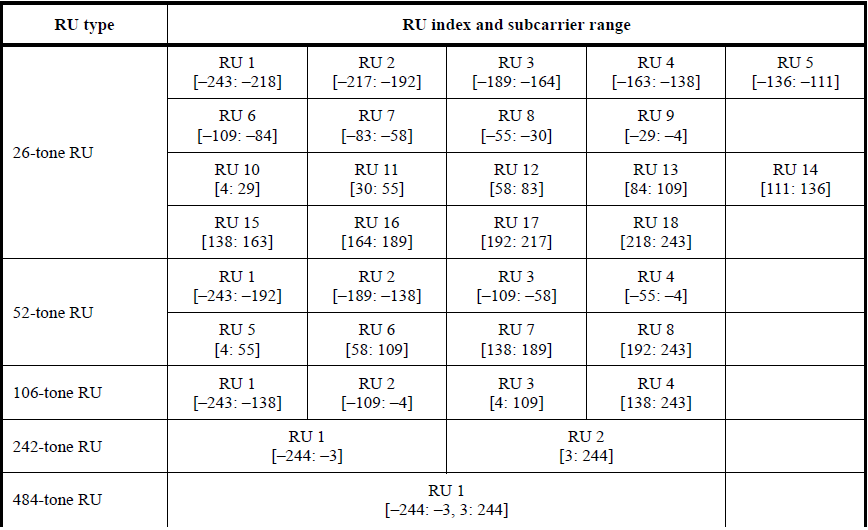 RU type RU index and subcarrier range
26-tone RU
RU 1 RU 2 RU 3 RU 4 RU 5
[–243: –218] [–217: –192] [–189: –164] [–163: –138] [–136: –111]
RU 6 RU 7 RU 8 RU 9
[–109: –84] [–83: –58] [–55: –30] [–29: –4]
RU 10 RU 11 RU 12 RU 13 RU 14
[4: 29] [30: 55] [58: 83] [84: 109] [111: 136]
RU 15 RU 16 RU 17 RU 18
[138: 163] [164: 189] [192: 217] [218: 243]
52-tone RU
RU 1 RU 2 RU 3 RU 4
[–243: –192] [–189: –138] [–109: –58] [–55: –4]
RU 5 RU 6 RU 7 RU 8
[4: 55] [58: 109] [138: 189] [192: 243]
106-tone RU
RU 1 RU 2 RU 3 RU 4
[–243: –138] [–109: –4] [4: 109] [138: 243]
242-tone RU
RU 1 RU 2
[–244: –3] [3: 244]
484-tone RU
RU 1
[–244: –3, 3: 244]